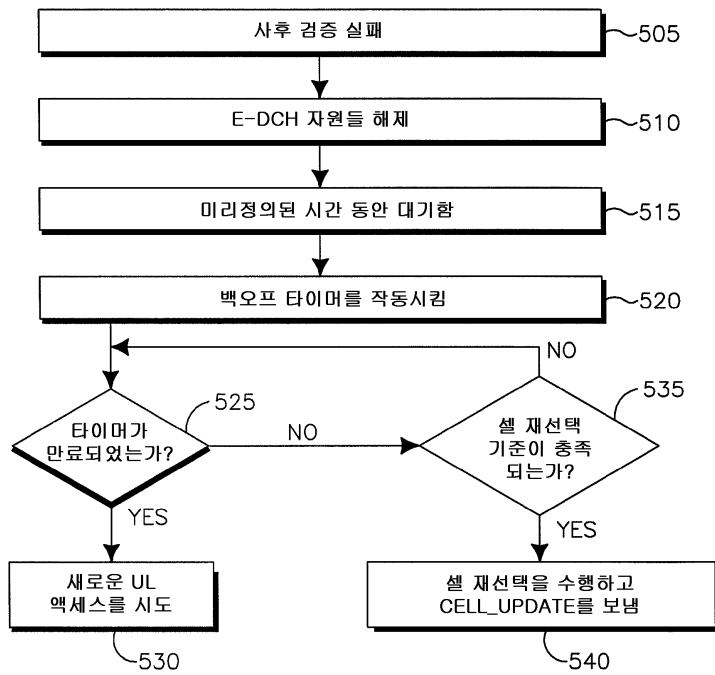 사후 검증 실패
505
E-DCH 자원들 해제
510
미리정의된 시간 동안 대기함
515
백오프 타이머를 작동시킴
520
NO
타이머가
만료되었는가?
525
NO
셀 재선택
기준이 충족
되는가?
535
YES
YES
새로운 UL
액세스를 시도
530
셀 재선택을 수행하고
CELL_UPDATE를 보냄
540